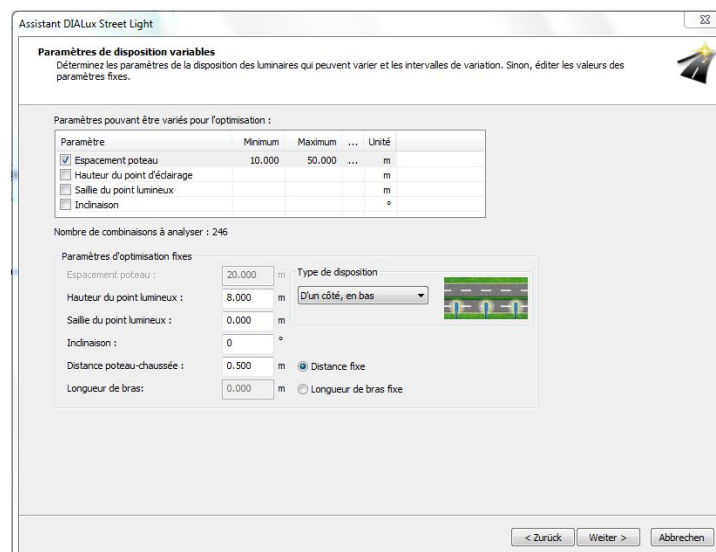 Assistant DIALux Street Light
Paramètres de disposition variables
Déterminez les paramètres de la disposition des luminaires qui peuvent varier et les intervalles de variation. Sinon, éditer les valeurs des
paramètres fixes.
Paramètres pouvant être variés pour l'optimisation :
Paramètre Minimum Maximum ... Unité
Espacement poteau 10.000 50.000 ... m
Hauteur du point d'éclairage m
Saillie du point lumineux m
Inclinaison °
Nombre de combinaisons à analyser : 246
Paramètres d'optimisation fixes
Espacement poteau : 20.000 m Type de disposition
Hauteur du point lumineux : 8.000 m D'un côté, en bas
Saillie du point lumineux : 0.000 m
Inclinaison : 0 °
Distance poteau-chaussée : 0.500 m Distance fixe
Longueur de bras: 0.000 m Longueur de bras fixe
< Zurück Weiter > Abbrechen